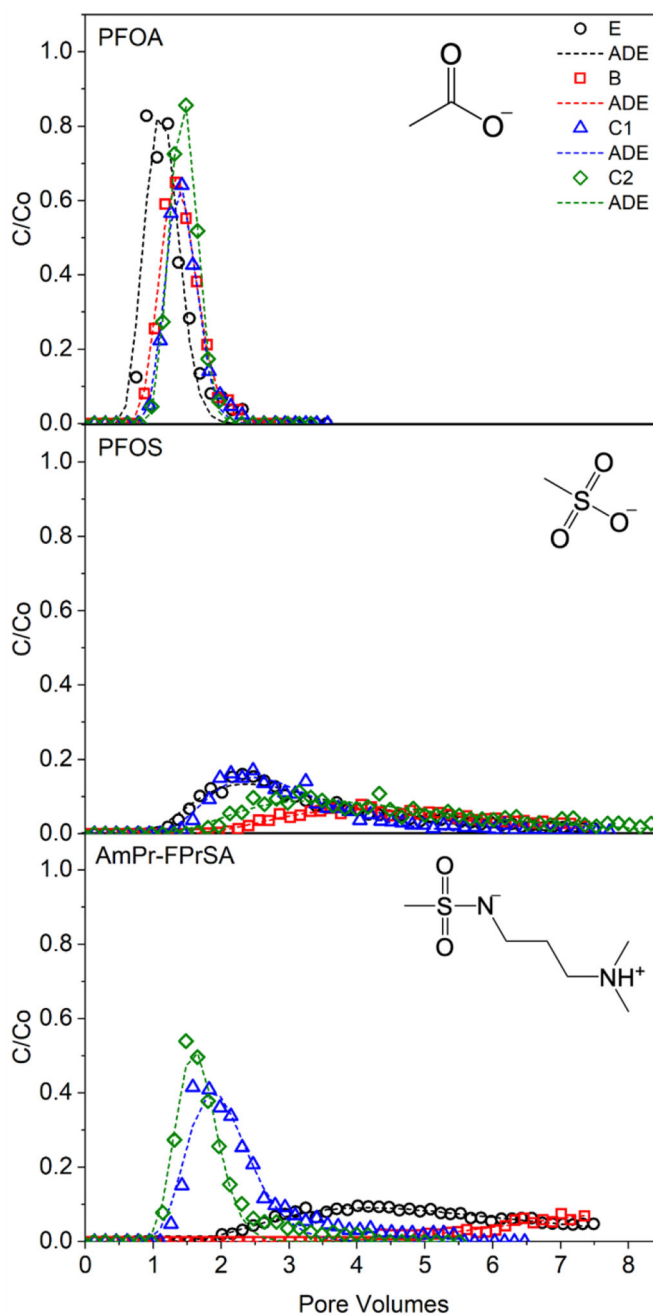 PFOA
E
ADE
B
ADE
C1
ADE
C2
ADE
O
O−
C/Co
1.0
0.8
0.6
0.4
0.2
0.0
PFOS
O
S
O−
O
C/Co
1.0
0.8
0.6
0.4
0.2
0.0
AmPr-FPrSA
O
S
N−
O
NH+
C/Co
1.0
0.8
0.6
0.4
0.2
0.0
0 1 2 3 4 5 6 7 8
Pore Volumes